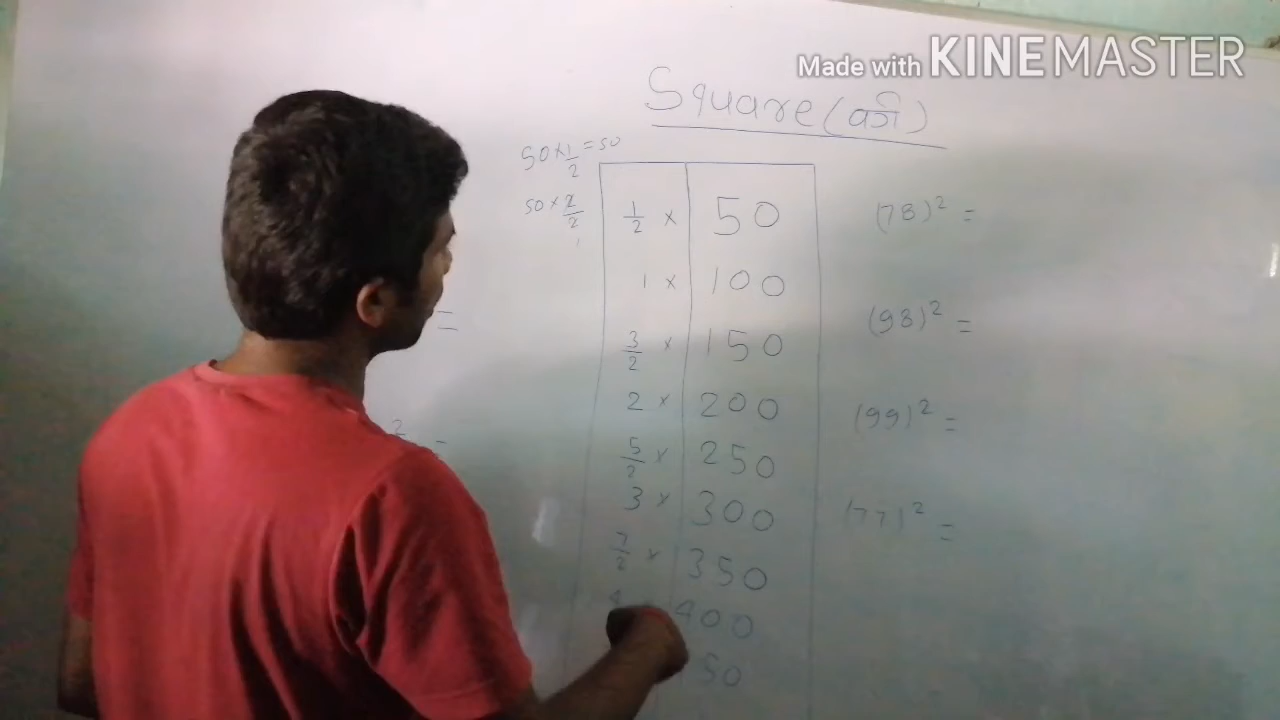 Made with KINEMASTER
Square (वर्ग)
50 × 1/2 = 50
50 × 2/2
1/2 × 50
1 × 100
3/2 × 150
2 × 200
5/2 × 250
3 × 300
7/2 × 350
400
50
(78)² =
(98)² =
(99)² =
(77)² =
=
2 =